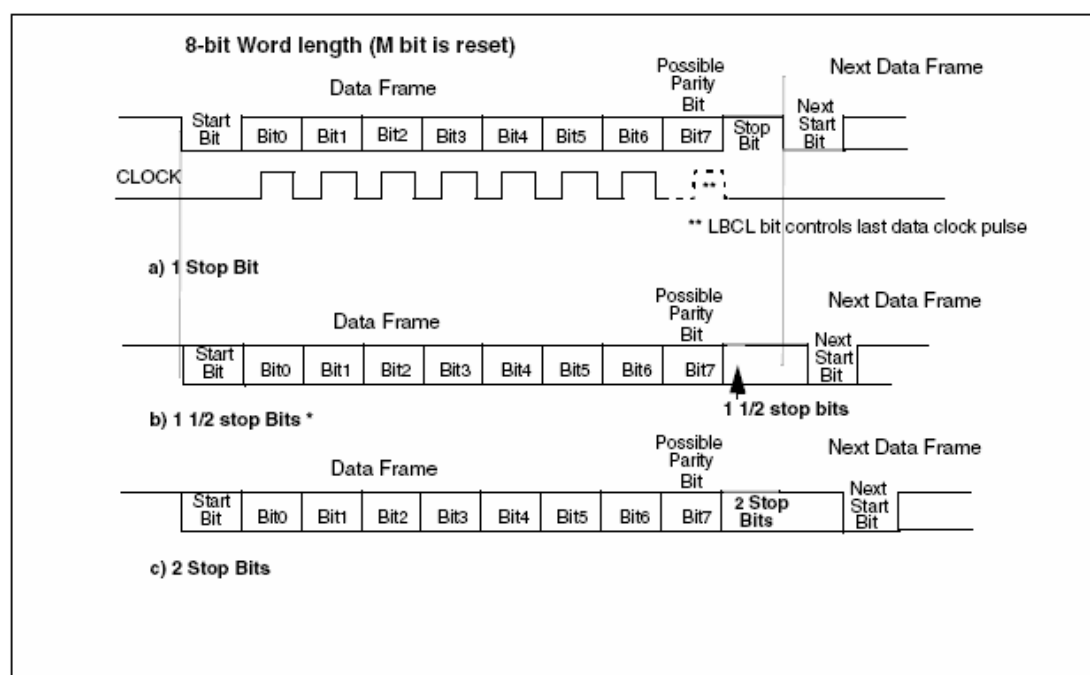 8-bit Word length (M bit is reset)
Data Frame
Possible
Parity
Bit
Next Data Frame
Start
Bit
Bit0
Bit1
Bit2
Bit3
Bit4
Bit5
Bit6
Bit7
Stop
Bit
Next
Start
Bit
CLOCK
**
** LBCL bit controls last data clock pulse
a) 1 Stop Bit
Data Frame
Possible
Parity
Bit
Next Data Frame
Start
Bit
Bit0
Bit1
Bit2
Bit3
Bit4
Bit5
Bit6
Bit7
Next
Start
Bit
1 1/2 stop bits
b) 1 1/2 stop Bits *
Data Frame
Possible
Parity
Bit
Next Data Frame
Start
Bit
Bit0
Bit1
Bit2
Bit3
Bit4
Bit5
Bit6
Bit7
2 Stop
Bits
Next
Start
Bit
c) 2 Stop Bits